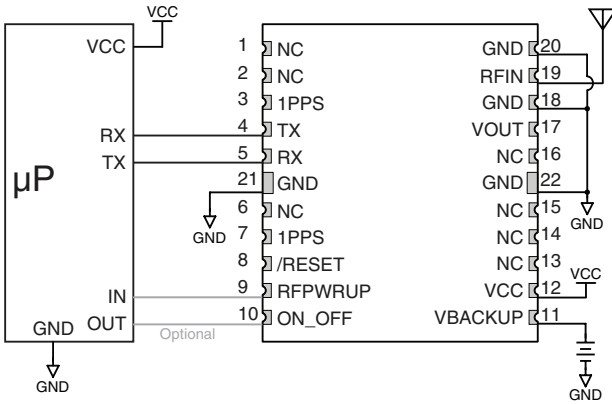 VCC
VCC
µP
RX
TX
IN
OUT
GND
GND
Optional
1 NC
2 NC
3 1PPS
4 TX
5 RX
21 GND
GND
6 NC
7 1PPS
8 /RESET
9 RFPWRUP
10 ON_OFF
GND 20
RFIN 19
GND 18
VOUT 17
NC 16
GND 22
GND
NC 15
NC 14
NC 13
VCC 12
VCC
VBACKUP 11
GND